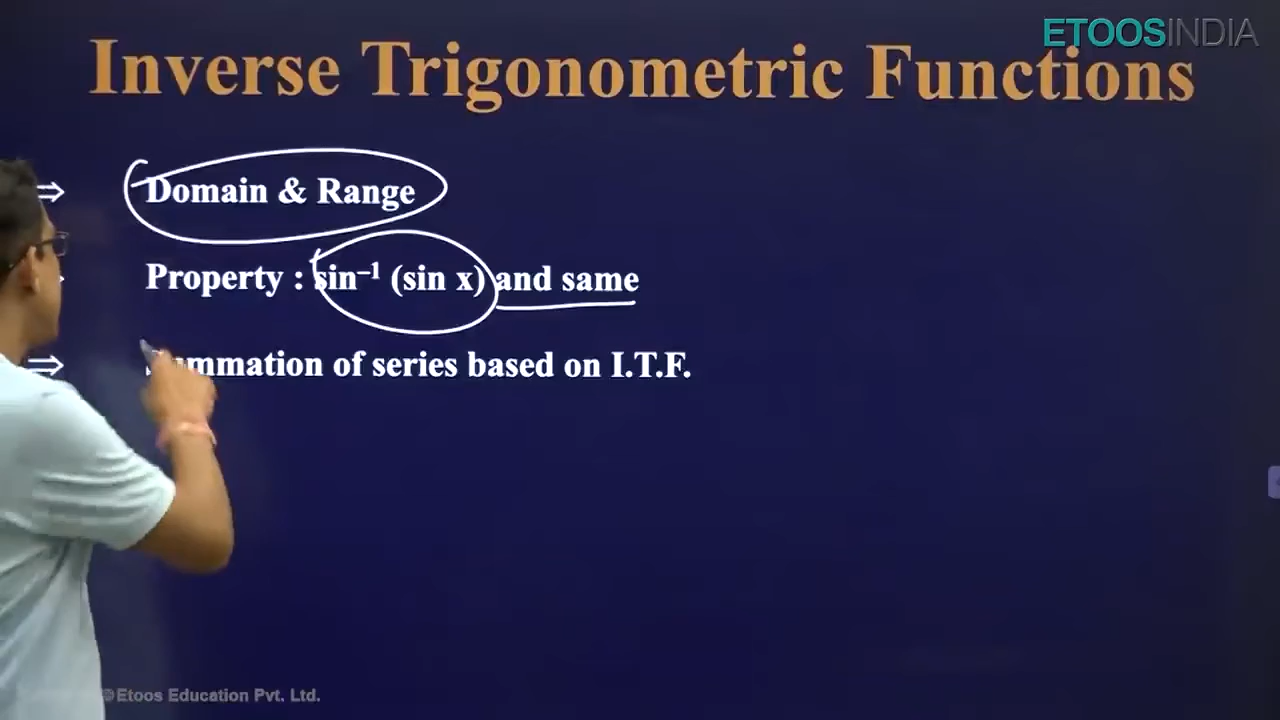 ETOOSINDIA
Inverse Trigonometric Functions
⇒ Domain & Range
Property : sin⁻¹ (sin x) and same
⇒ Summation of series based on I.T.F.
© Etoos Education Pvt. Ltd.